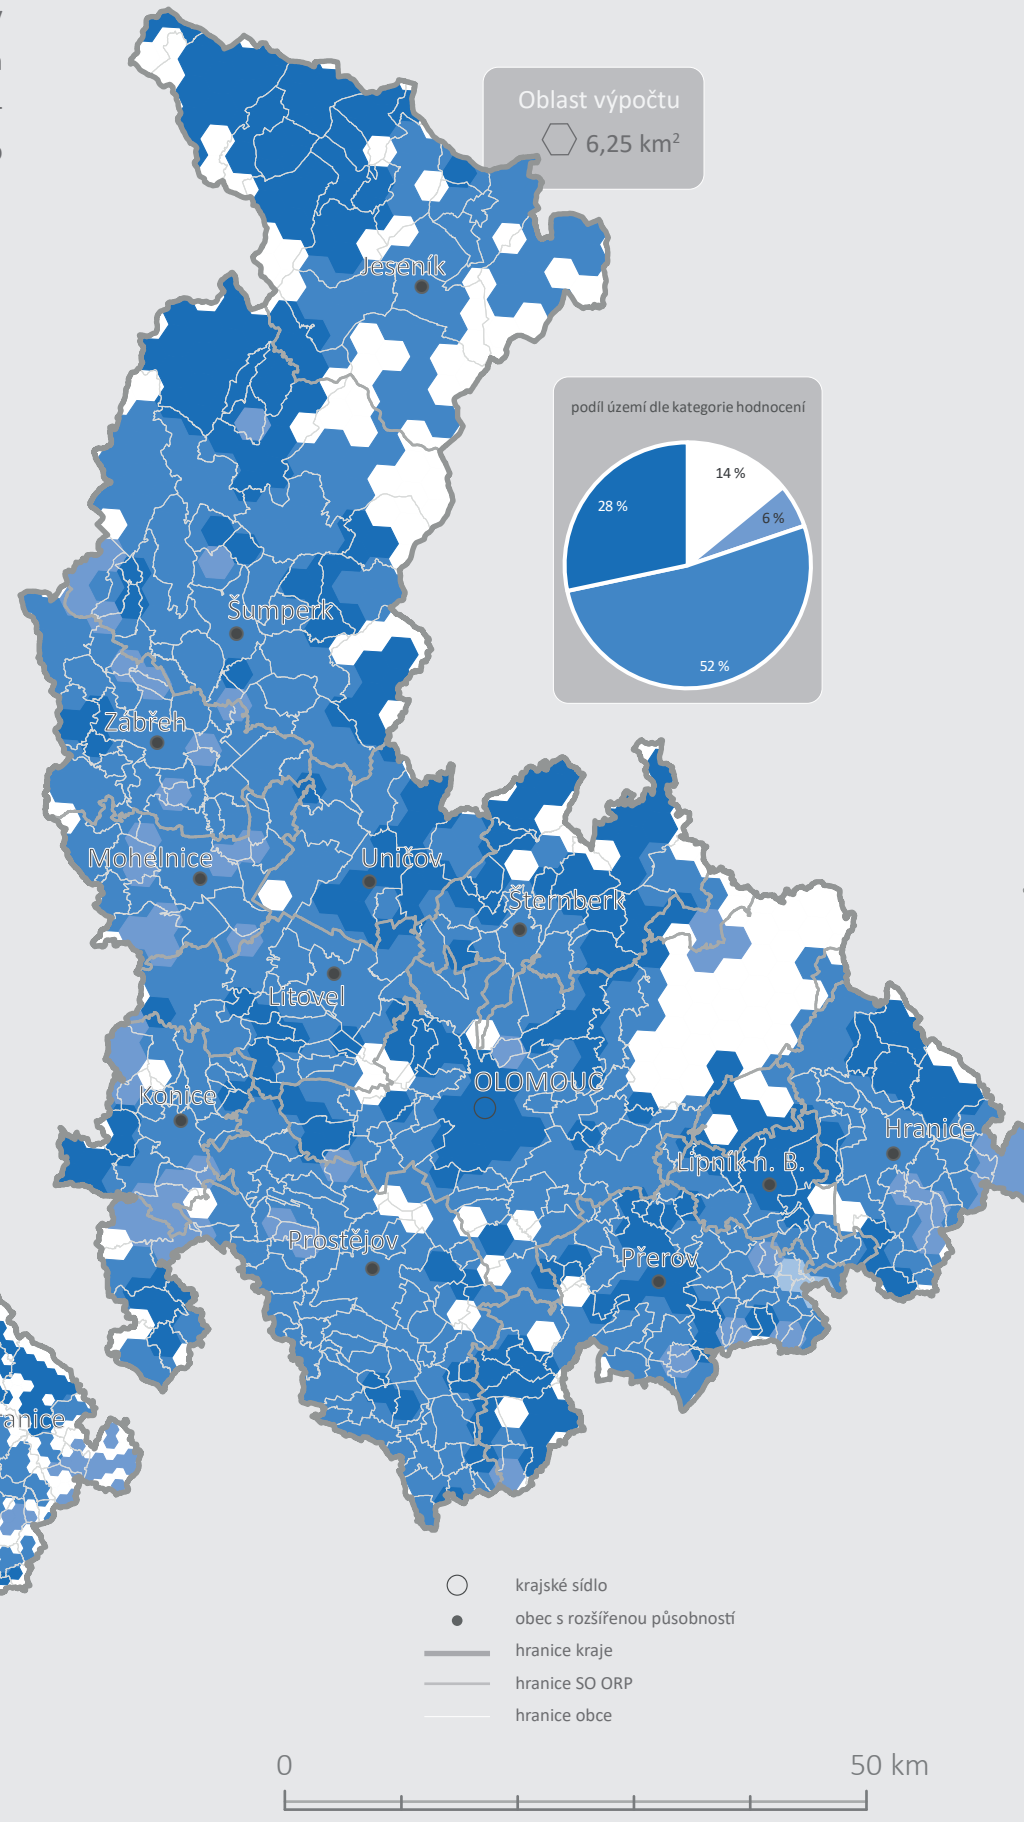 Oblast výpočtu
6,25 km²
Jeseník
podíl území dle kategorie hodnocení
14 %
28 %
6 %
52 %
Šumperk
Zábřeh
Mohelnice
Uničov
Šternberk
Litovel
OLOMOUC
Konice
Hranice
Lipník n. B.
Prostějov
Přerov
anice
krajské sídlo
obec s rozšířenou působností
hranice kraje
hranice SO ORP
hranice obce
0
50 km